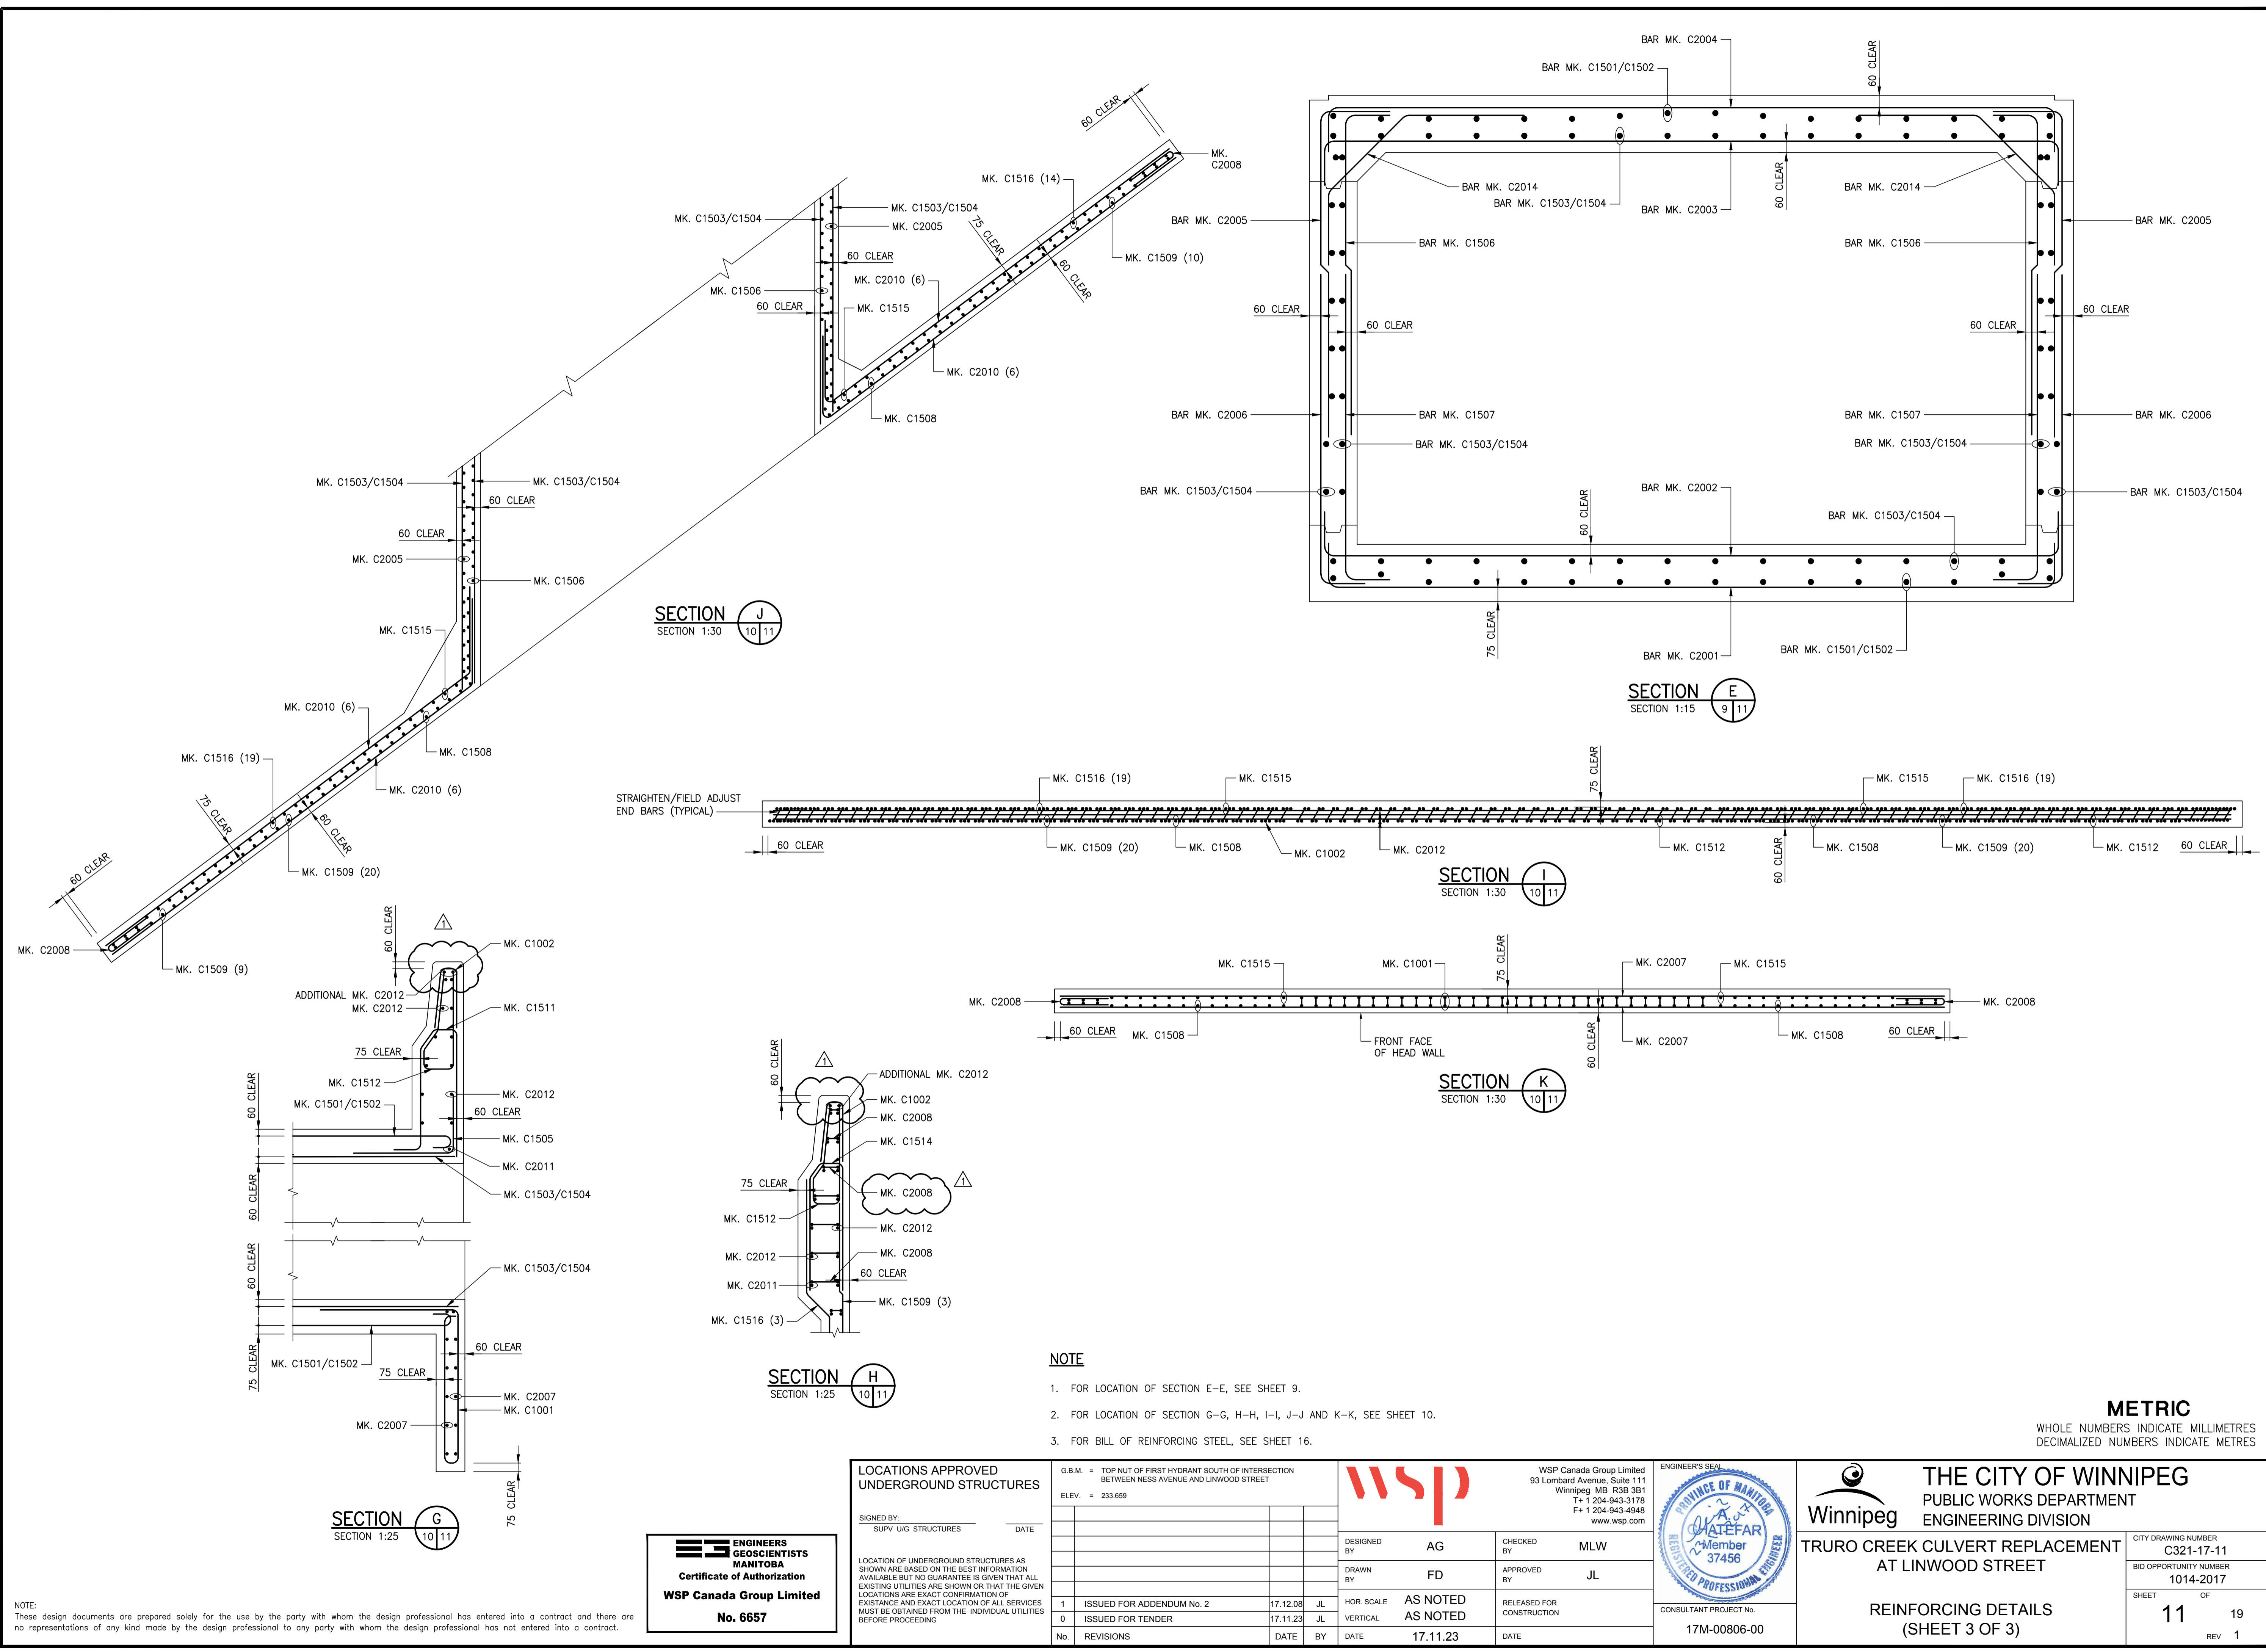 60 CLEAR
MK.
C2008
MK. C1516 (14)
MK. C1503/C1504
MK. C1503/C1504
MK. C2005
75 CLEAR
60 CLEAR
MK. C1509 (10)
60 CLEAR
MK. C2010 (6)
MK. C1506
60 CLEAR
MK. C1515
MK. C2010 (6)
MK. C1508
MK. C1503/C1504
MK. C1503/C1504
60 CLEAR
60 CLEAR
MK. C2005
MK. C1506
MK. C1515
MK. C2010 (6)
MK. C1508
MK. C1516 (19)
MK. C2010 (6)
75 CLEAR
60 CLEAR
MK. C1509 (20)
60 CLEAR
MK. C2008
MK. C1509 (9)
SECTION J
SECTION 1:30 10 11
BAR MK. C2004
BAR MK. C1501/C1502
60 CLEAR
60 CLEAR
BAR MK. C2014
BAR MK. C2014
BAR MK. C1503/C1504
BAR MK. C2003
BAR MK. C2005
BAR MK. C2005
BAR MK. C1506
BAR MK. C1506
60 CLEAR
60 CLEAR
60 CLEAR
60 CLEAR
BAR MK. C2006
BAR MK. C1507
BAR MK. C1507
BAR MK. C2006
BAR MK. C1503/C1504
BAR MK. C1503/C1504
BAR MK. C1503/C1504
BAR MK. C2002
BAR MK. C1503/C1504
60 CLEAR
BAR MK. C1503/C1504
75 CLEAR
BAR MK. C2001
BAR MK. C1501/C1502
SECTION E
SECTION 1:15 9 11
STRAIGHTEN/FIELD ADJUST
END BARS (TYPICAL)
MK. C1516 (19)
MK. C1515
75 CLEAR
MK. C1515
MK. C1516 (19)
60 CLEAR
MK. C1509 (20)
MK. C1508
MK. C1002
MK. C2012
MK. C1512
60 CLEAR
MK. C1508
MK. C1509 (20)
MK. C1512
60 CLEAR
SECTION I
SECTION 1:30 10 11
MK. C1515
MK. C1001
75 CLEAR
MK. C2007
MK. C1515
MK. C2008
MK. C2008
60 CLEAR
MK. C1508
FRONT FACE
OF HEAD WALL
60 CLEAR
MK. C2007
MK. C1508
60 CLEAR
SECTION K
SECTION 1:30 10 11
60 CLEAR
1
MK. C1002
ADDITIONAL MK. C2012
MK. C2012
MK. C1511
75 CLEAR
MK. C1512
MK. C2012
60 CLEAR
MK. C1501/C1502
60 CLEAR
MK. C1505
MK. C2011
60 CLEAR
MK. C1503/C1504
60 CLEAR
MK. C1503/C1504
75 CLEAR
MK. C1501/C1502
60 CLEAR
75 CLEAR
MK. C2007
MK. C1001
MK. C2007
75 CLEAR
SECTION G
SECTION 1:25 10 11
60 CLEAR
1
ADDITIONAL MK. C2012
MK. C1002
MK. C2008
MK. C1514
75 CLEAR
MK. C2008
1
MK. C1512
MK. C2012
MK. C2012
MK. C2008
60 CLEAR
MK. C2011
MK. C1509 (3)
MK. C1516 (3)
SECTION H
SECTION 1:25 10 11
NOTE
1. FOR LOCATION OF SECTION E-E, SEE SHEET 9.
2. FOR LOCATION OF SECTION G-G, H-H, I-I, J-J AND K-K, SEE SHEET 10.
3. FOR BILL OF REINFORCING STEEL, SEE SHEET 16.
METRIC
WHOLE NUMBERS INDICATE MILLIMETRES
DECIMALIZED NUMBERS INDICATE METRES
NOTE:
These design documents are prepared solely for the use by the party with whom the design professional has entered into a contract and there are
no representations of any kind made by the design professional to any party with whom the design professional has not entered into a contract.
ENGINEERS
GEOSCIENTISTS
MANITOBA
Certificate of Authorization
WSP Canada Group Limited
No. 6657
LOCATIONS APPROVED
UNDERGROUND STRUCTURES
SIGNED BY:
SUPV U/G STRUCTURES DATE
LOCATION OF UNDERGROUND STRUCTURES AS
SHOWN ARE BASED ON THE BEST INFORMATION
AVAILABLE BUT NO GUARANTEE IS GIVEN THAT ALL
EXISTING UTILITIES ARE SHOWN OR THAT THE GIVEN
LOCATIONS ARE EXACT CONFIRMATION OF
EXISTANCE AND EXACT LOCATION OF ALL SERVICES
MUST BE OBTAINED FROM THE INDIVIDUAL UTILITIES
BEFORE PROCEEDING
G.B.M. = TOP NUT OF FIRST HYDRANT SOUTH OF INTERSECTION
BETWEEN NESS AVENUE AND LINWOOD STREET
ELEV. = 233.659
1 ISSUED FOR ADDENDUM No. 2 17.12.08 JL
0 ISSUED FOR TENDER 17.11.23 JL
No. REVISIONS DATE BY
wsp
WSP Canada Group Limited
93 Lombard Avenue, Suite 111
Winnipeg MB R3B 3B1
T+ 1 204-943-3178
F+ 1 204-943-4948
www.wsp.com
DESIGNED BY AG
CHECKED BY MLW
DRAWN BY FD
APPROVED BY JL
HOR. SCALE AS NOTED
VERTICAL AS NOTED
RELEASED FOR
CONSTRUCTION
DATE 17.11.23
DATE
ENGINEER'S SEAL
PROVINCE OF MANITOBA
A.
GHATEFAR
Member
37456
REGISTERED PROFESSIONAL ENGINEER
CONSULTANT PROJECT No.
17M-00806-00
Winnipeg
THE CITY OF WINNIPEG
PUBLIC WORKS DEPARTMENT
ENGINEERING DIVISION
TRURO CREEK CULVERT REPLACEMENT
AT LINWOOD STREET
REINFORCING DETAILS
(SHEET 3 OF 3)
CITY DRAWING NUMBER
C321-17-11
BID OPPORTUNITY NUMBER
1014-2017
SHEET OF
11 19
REV 1